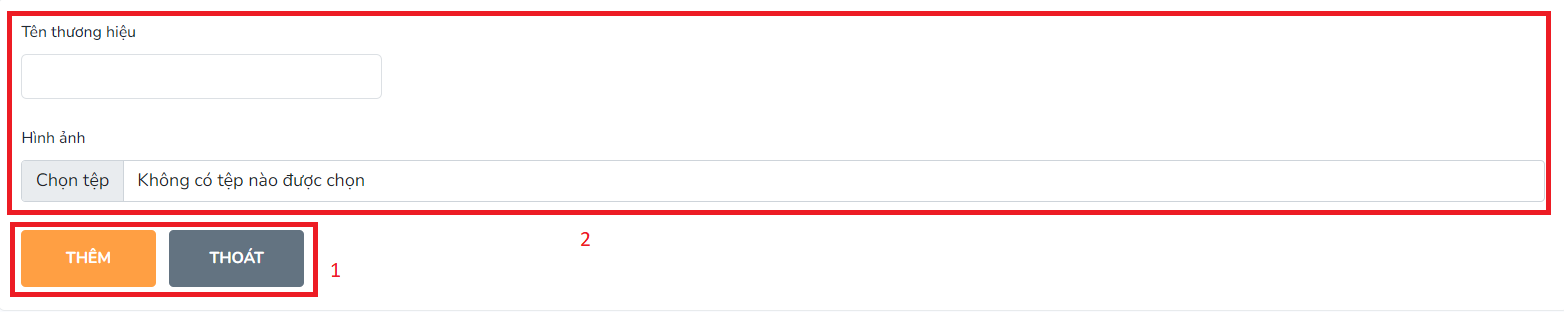 Tên thương hiệu
Hình ảnh
Chọn tệp Không có tệp nào được chọn
2
THÊM THOÁT 1